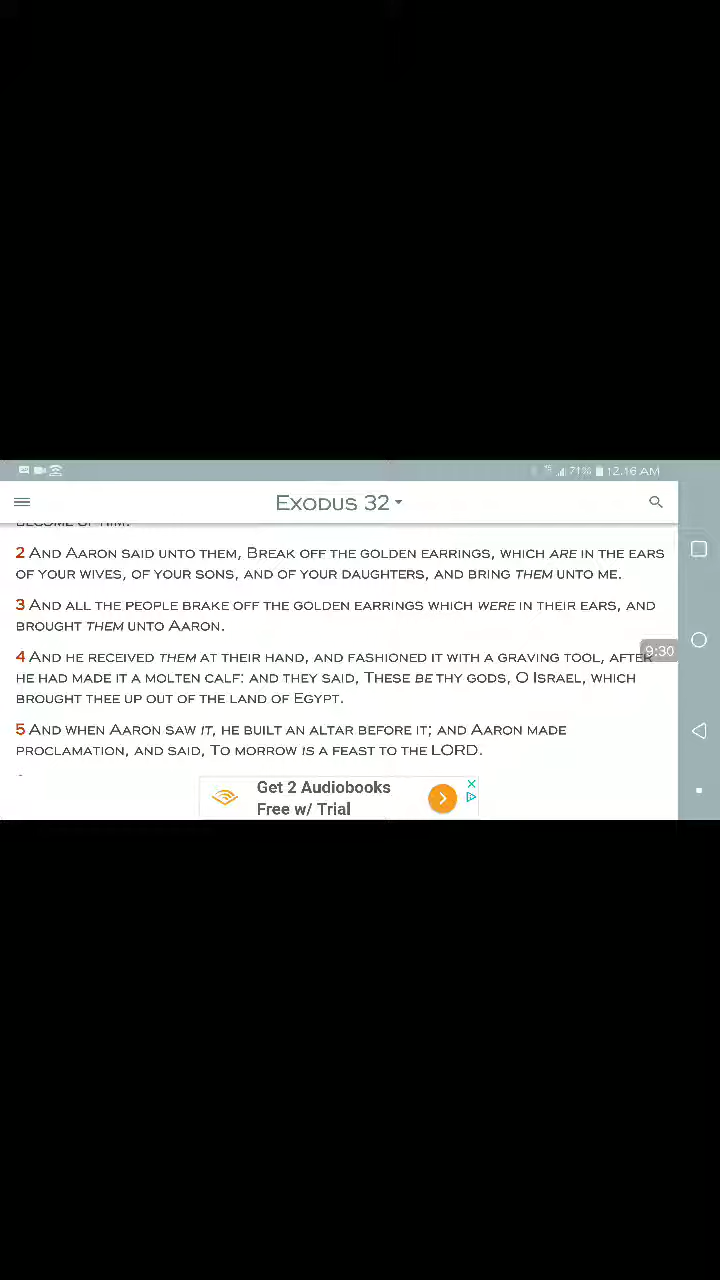 71% 12.16 AM
Exodus 32
BECOME OF HIM.
2 And Aaron said unto them, Break off the golden earrings, which are in the ears
of your wives, of your sons, and of your daughters, and bring them unto me.
3 And all the people brake off the golden earrings which were in their ears, and
brought them unto Aaron.
9:30
4 And he received them at their hand, and fashioned it with a graving tool, after
he had made it a molten calf: and they said, These be thy gods, O Israel, which
brought thee up out of the land of Egypt.
5 And when Aaron saw it, he built an altar before it; and Aaron made
proclamation, and said, To morrow is a feast to the LORD.
Get 2 Audiobooks
Free w/ Trial